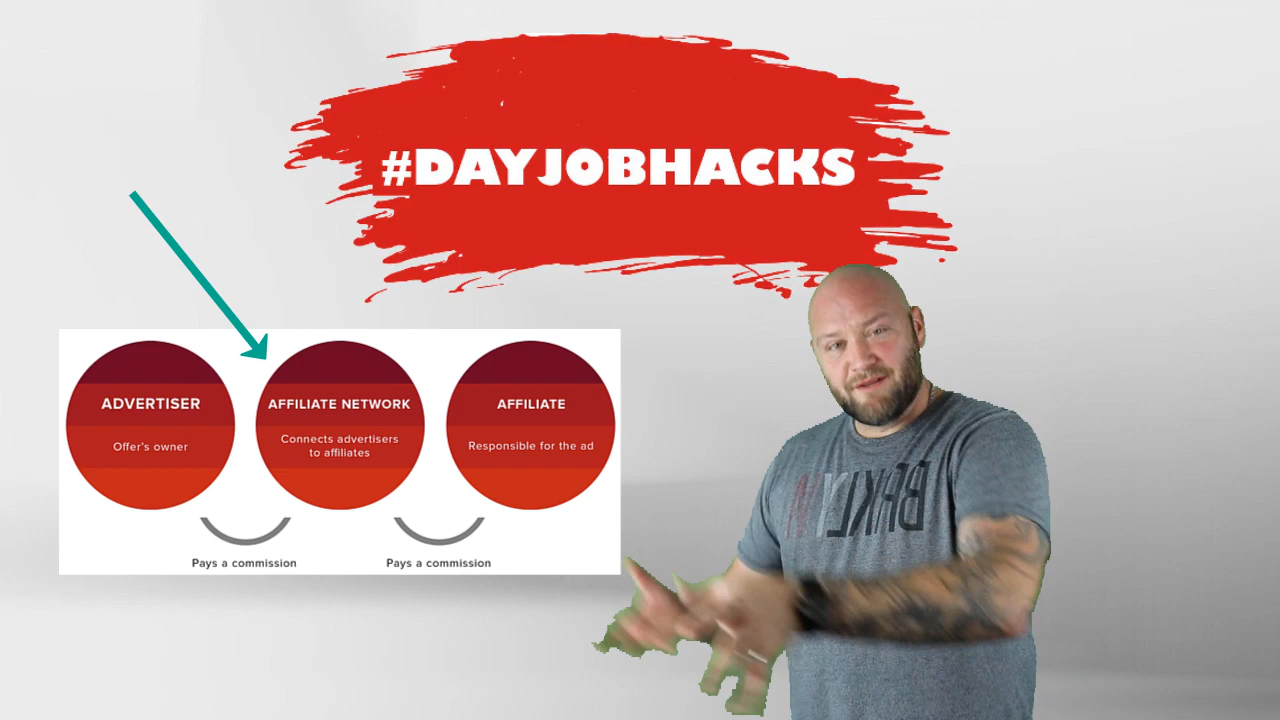 #DAYJOBHACKS
ADVERTISER
Offer's owner
AFFILIATE NETWORK
Connects advertisers
to affiliates
AFFILIATE
Responsible for the ad
Pays a commission
Pays a commission